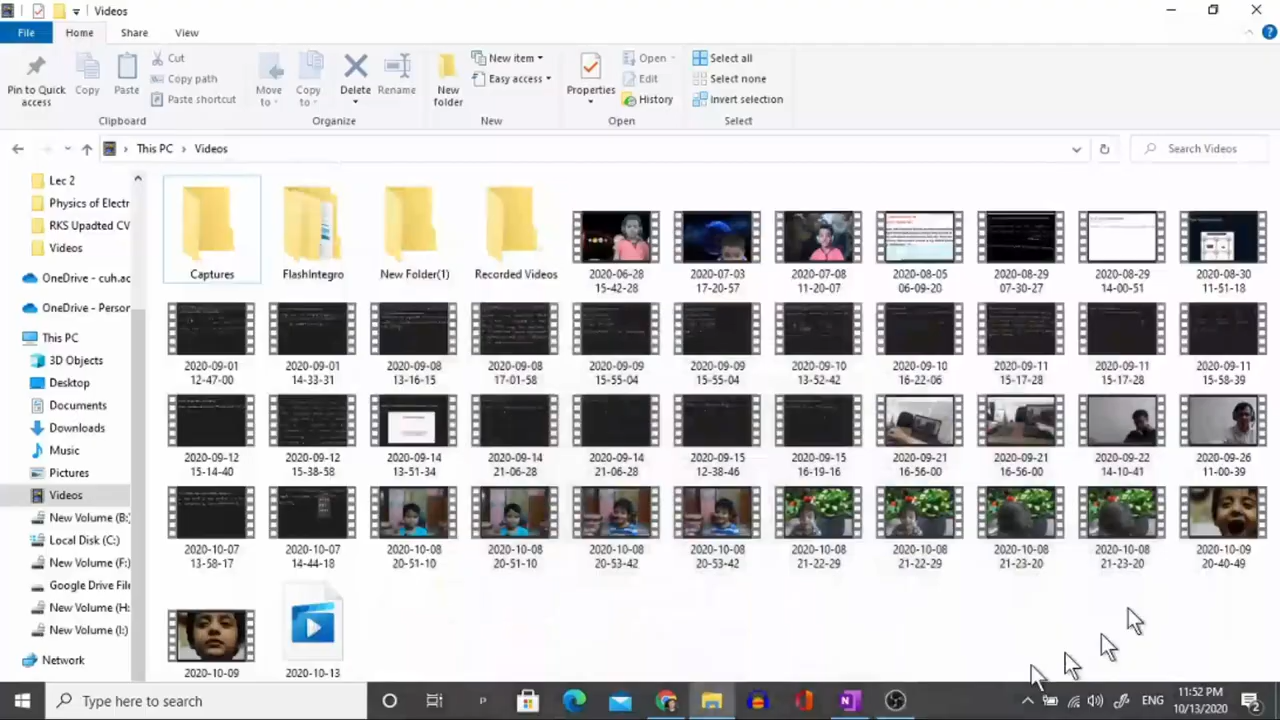 Videos
File Home Share View
Pin to Quick access
Copy
Paste
Cut
Copy path
Paste shortcut
Clipboard
Move to
Copy to
Delete
Rename
Organize
New folder
New item
Easy access
New
Properties
Open
Edit
History
Open
Select all
Select none
Invert selection
Select
This PC Videos
Search Videos
Lec 2
Physics of Electr
RKS Upadted CV
Videos
OneDrive - cuh.ac
OneDrive - Person
This PC
3D Objects
Desktop
Documents
Downloads
Music
Pictures
Videos
New Volume (B:)
Local Disk (C:)
New Volume (F:)
Google Drive File
New Volume (H:
New Volume (I:)
Network
Captures FlashIntegro New Folder(1) Recorded Videos 2020-06-28 2020-07-03 2020-07-08 2020-08-05 2020-08-29 2020-08-29 2020-08-30
15-42-28 17-20-57 11-20-07 06-09-20 07-30-27 14-00-51 11-51-18
2020-09-01 2020-09-01 2020-09-08 2020-09-08 2020-09-09 2020-09-09 2020-09-10 2020-09-10 2020-09-11 2020-09-11 2020-09-11
12-47-00 14-33-31 13-16-15 17-01-58 15-55-04 15-55-04 13-52-42 16-22-06 15-17-28 15-17-28 15-58-39
2020-09-12 2020-09-12 2020-09-14 2020-09-14 2020-09-14 2020-09-15 2020-09-15 2020-09-21 2020-09-21 2020-09-22 2020-09-26
15-14-40 15-38-58 13-51-34 21-06-28 21-06-28 12-38-46 16-19-16 16-56-00 16-56-00 14-10-41 11-00-39
2020-10-07 2020-10-07 2020-10-08 2020-10-08 2020-10-08 2020-10-08 2020-10-08 2020-10-08 2020-10-08 2020-10-08 2020-10-09
13-58-17 14-44-18 20-51-10 20-51-10 20-53-42 20-53-42 21-22-29 21-22-29 21-23-20 21-23-20 20-40-49
2020-10-09 2020-10-13
Type here to search
ENG
11:52 PM
10/13/2020
2